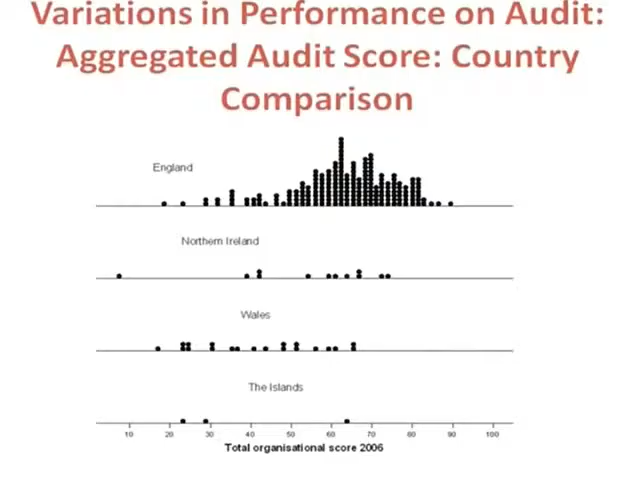 Variations in Performance on Audit:
Aggregated Audit Score: Country
Comparison
England
Northern Ireland
Wales
The Islands
10 20 30 40 50 60 70 80 90 100
Total organisational score 2006